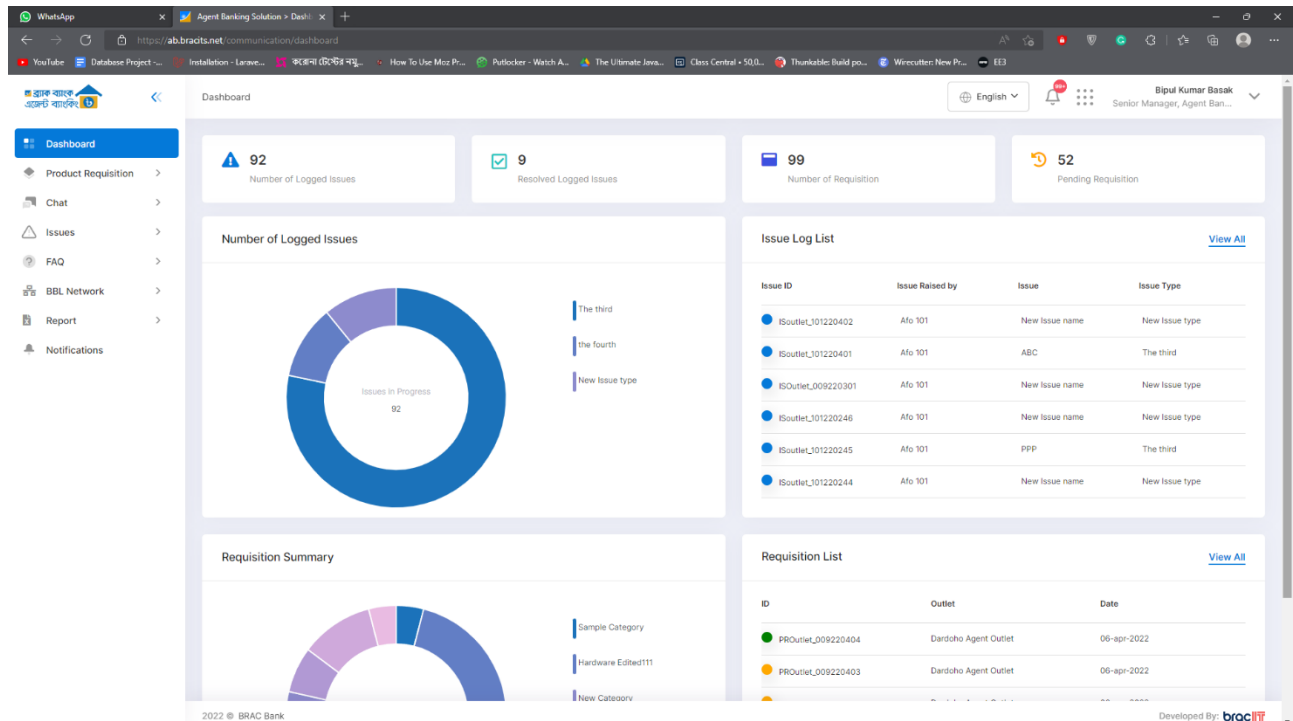 WhatsApp
Agent Banking Solution > Dashb
https://ab.bracits.net/communication/dashboard
YouTube
Database Project -...
Installation - Larave...
করোনা টেস্টের নমু...
How To Use Moz Pr...
Putlocker - Watch A...
The Ultimate Java...
Class Central • 50,0...
Thunkable: Build po...
Wirecutter: New Pr...
EE3
ব্র্যাক ব্যাংক
এজেন্ট ব্যাংকিং
Dashboard
English
99+
Bipul Kumar Basak
Senior Manager, Agent Ban...
Dashboard
Product Requisition
Chat
Issues
FAQ
BBL Network
Report
Notifications
92
Number of Logged Issues
9
Resolved Logged Issues
99
Number of Requisition
52
Pending Requisition
Number of Logged Issues
Issues in Progress
92
The third
the fourth
New Issue type
Issue Log List
View All
Issue ID Issue Raised by Issue Issue Type
ISoutlet_101220402 Afo 101 New Issue name New Issue type
ISoutlet_101220401 Afo 101 ABC The third
ISOutlet_009220301 Afo 101 New Issue name New Issue type
ISoutlet_101220246 Afo 101 New Issue name New Issue type
ISoutlet_101220245 Afo 101 PPP The third
ISoutlet_101220244 Afo 101 New Issue name New Issue type
Requisition Summary
Sample Category
Hardware Edited111
New Category
Requisition List
View All
ID Outlet Date
PROutlet_009220404 Dardoho Agent Outlet 06-apr-2022
PROutlet_009220403 Dardoho Agent Outlet 06-apr-2022
2022 © BRAC Bank
Developed By: bracIT